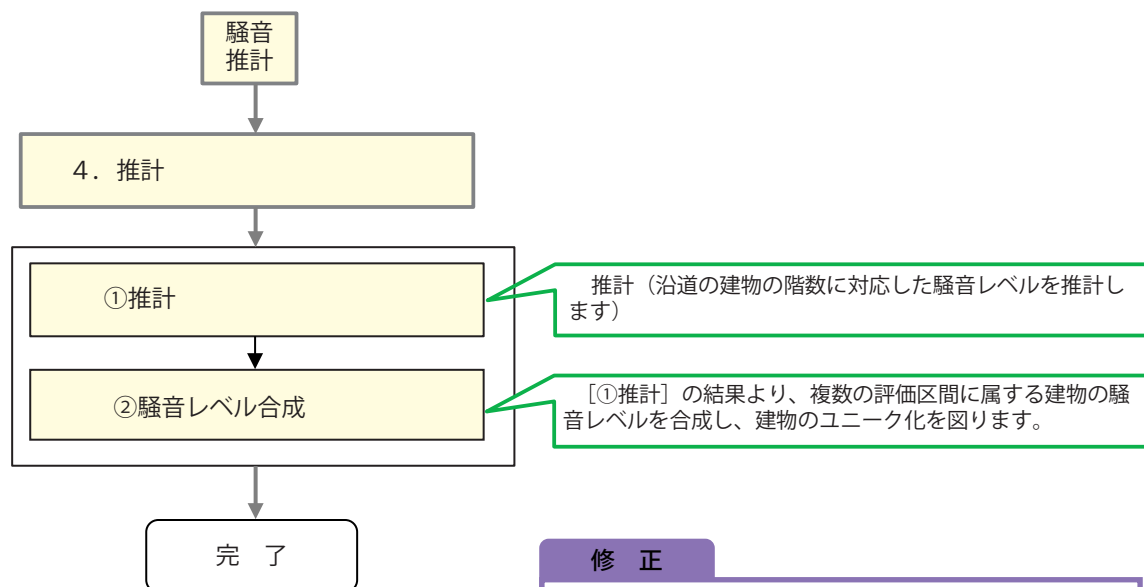 騒音
推計
４．推計
①推計
推計（沿道の建物の階数に対応した騒音レベルを推計し
ます）
②騒音レベル合成
［①推計］の結果より、複数の評価区間に属する建物の騒
音レベルを合成し、建物のユニーク化を図ります。
完　了
修　正